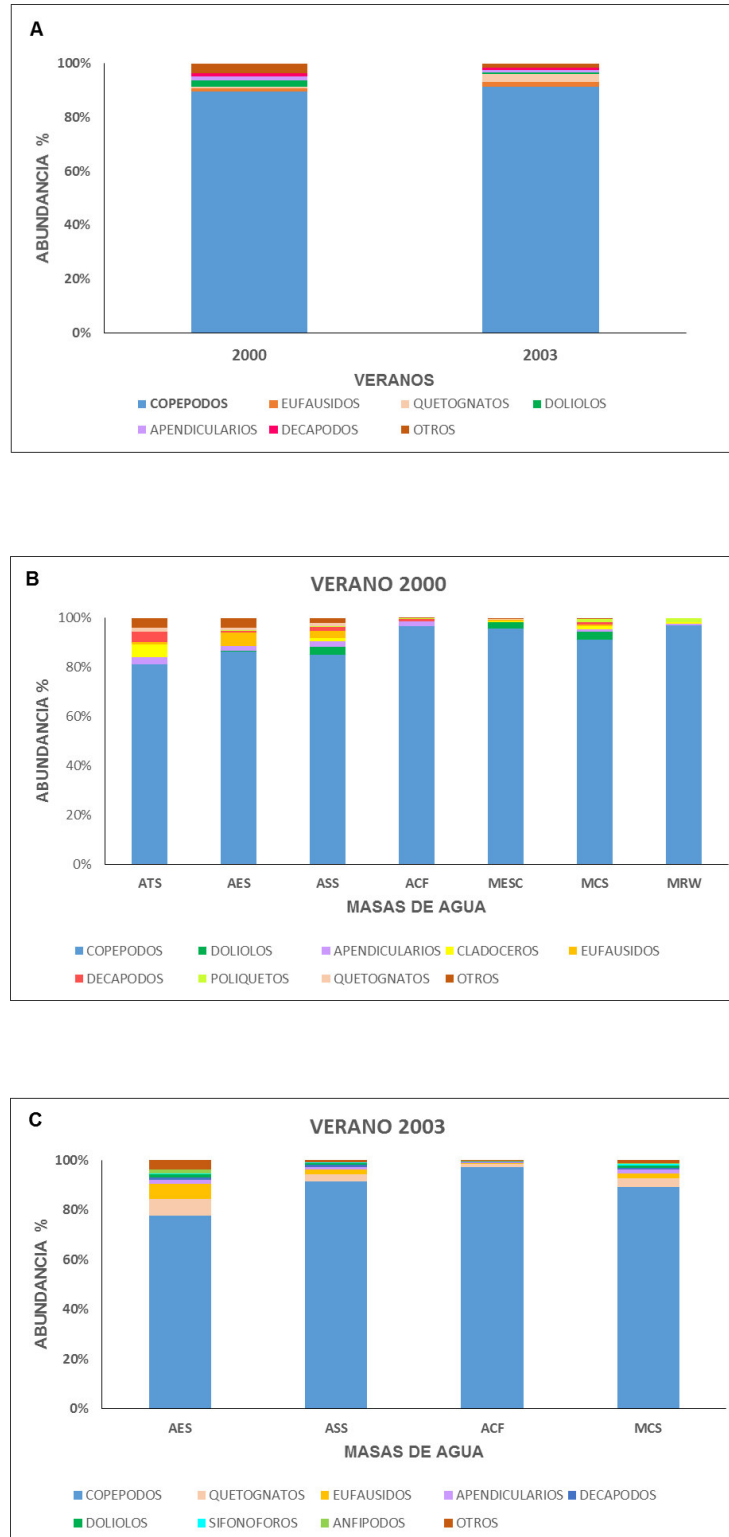 A
100%
80%
60%
40%
20%
0%
ABUNDANCIA %
2000 2003
VERANOS
COPEPODOS EUFAUSIDOS QUETOGNATOS DOLIOLOS
APENDICULARIOS DECAPODOS OTROS
B
VERANO 2000
100%
80%
60%
40%
20%
0%
ABUNDANCIA %
ATS AES ASS ACF MESC MCS MRW
MASAS DE AGUA
COPEPODOS DOLIOLOS APENDICULARIOS CLADOCEROS EUFAUSIDOS
DECAPODOS POLIQUETOS QUETOGNATOS OTROS
C
VERANO 2003
100%
80%
60%
40%
20%
0%
ABUNDANCIA %
AES ASS ACF MCS
MASAS DE AGUA
COPEPODOS QUETOGNATOS EUFAUSIDOS APENDICULARIOS DECAPODOS
DOLIOLOS SIFONOFOROS ANFIPODOS OTROS